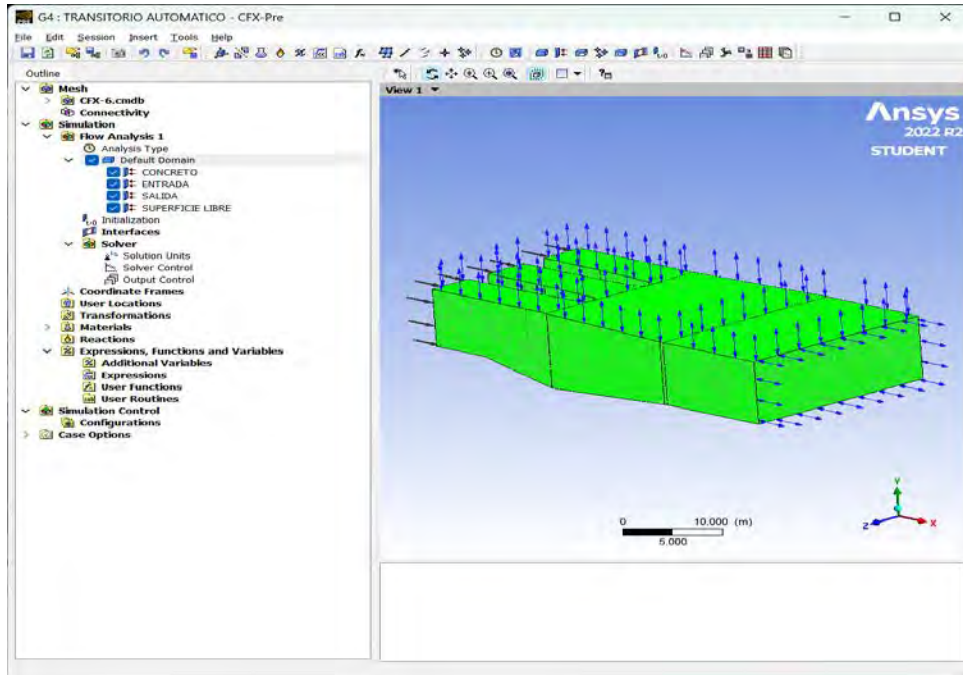 G4 : TRANSITORIO AUTOMATICO - CFX-Pre
File Edit Session Insert Tools Help
Outline
Mesh
CFX-6.cmdb
Connectivity
Simulation
Flow Analysis 1
Analysis Type
Default Domain
CONCRETO
ENTRADA
SALIDA
SUPERFICIE LIBRE
Initialization
Interfaces
Solver
Solution Units
Solver Control
Output Control
Coordinate Frames
User Locations
Transformations
Materials
Reactions
Expressions, Functions and Variables
Additional Variables
Expressions
User Functions
User Routines
Simulation Control
Configurations
Case Options
View 1
Ansys
2022 R2
STUDENT
0 10.000 (m)
5.000
Y
Z X